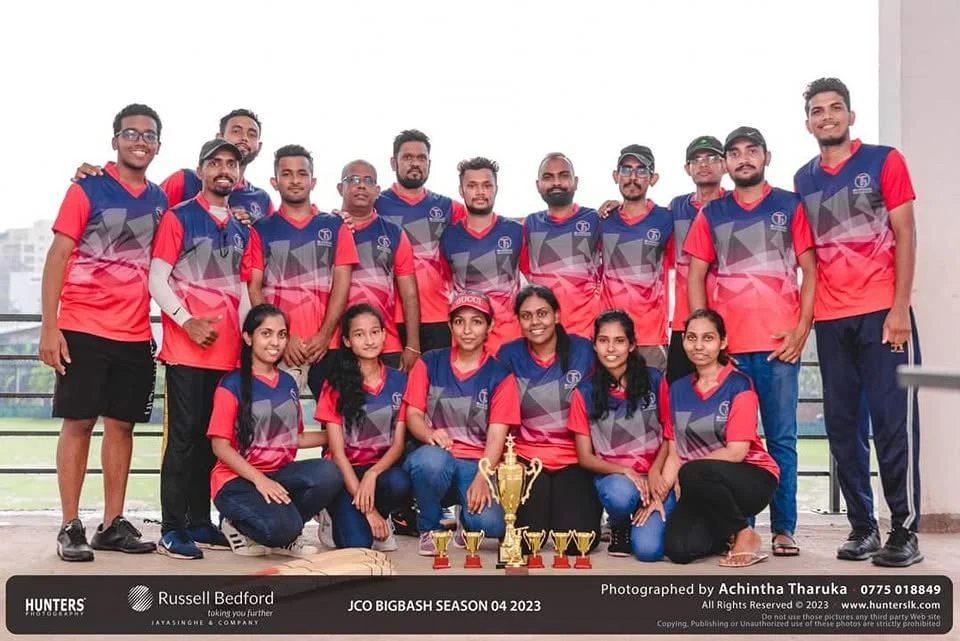 GUCCI
HUNTERS
PHOTOGRAPHY
Russell Bedford
taking you further
JAYASINGHE & COMPANY
JCO BIGBASH SEASON 04 2023
Photographed by Achintha Tharuka • 0775 018849
All Rights Reserved © 2023 • www.hunterslk.com
Do not use those pictures any third party Web site
Copying, Publishing or Unauthorized use of these photos are strictly prohibited